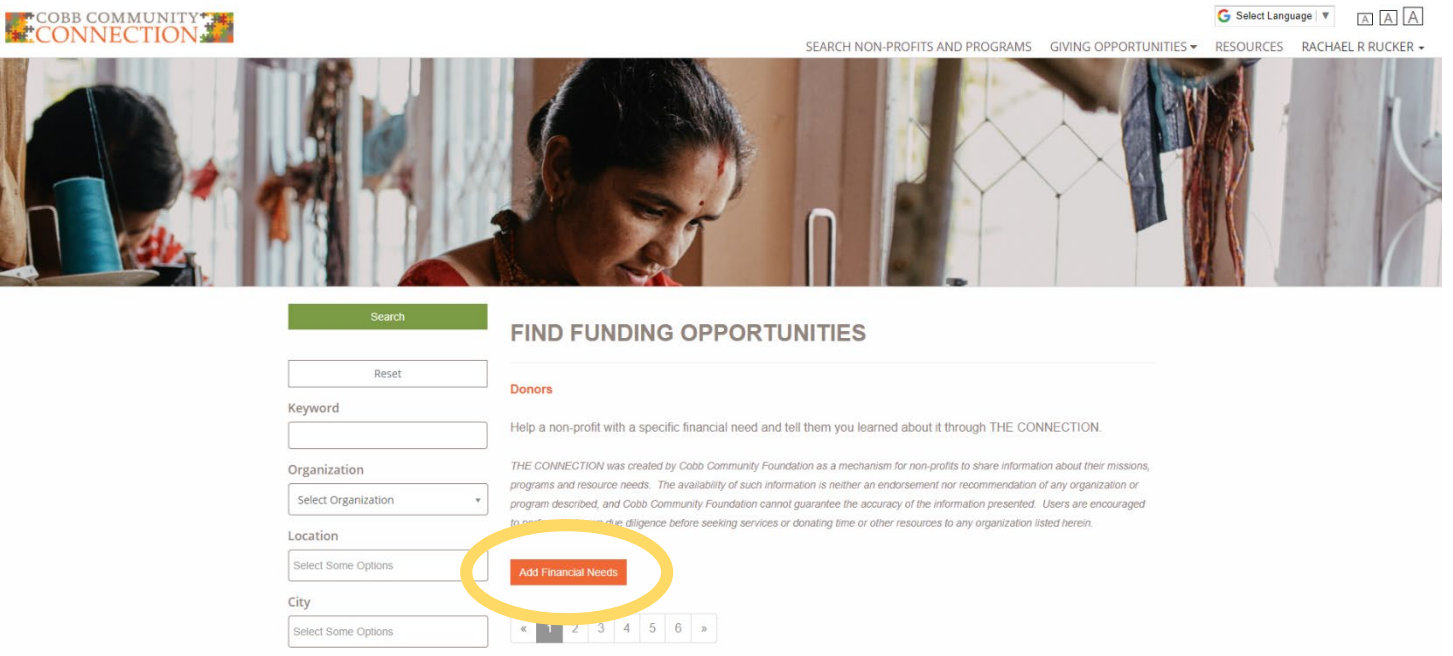 COBB COMMUNITY
CONNECTION
Select Language ▼
A A A
SEARCH NON-PROFITS AND PROGRAMS GIVING OPPORTUNITIES RESOURCES RACHAEL R RUCKER
Search
Reset
Keyword
Organization
Select Organization
Location
Select Some Options
City
Select Some Options
FIND FUNDING OPPORTUNITIES
Donors
Help a non-profit with a specific financial need and tell them you learned about it through THE CONNECTION.
THE CONNECTION was created by Cobb Community Foundation as a mechanism for non-profits to share information about their missions,
programs and resource needs. The availability of such information is neither an endorsement nor recommendation of any organization or
program described, and Cobb Community Foundation cannot guarantee the accuracy of the information presented. Users are encouraged
to due diligence before seeking services or donating time or other resources to any organization listed herein.
Add Financial Needs
« 1 2 3 4 5 6 »